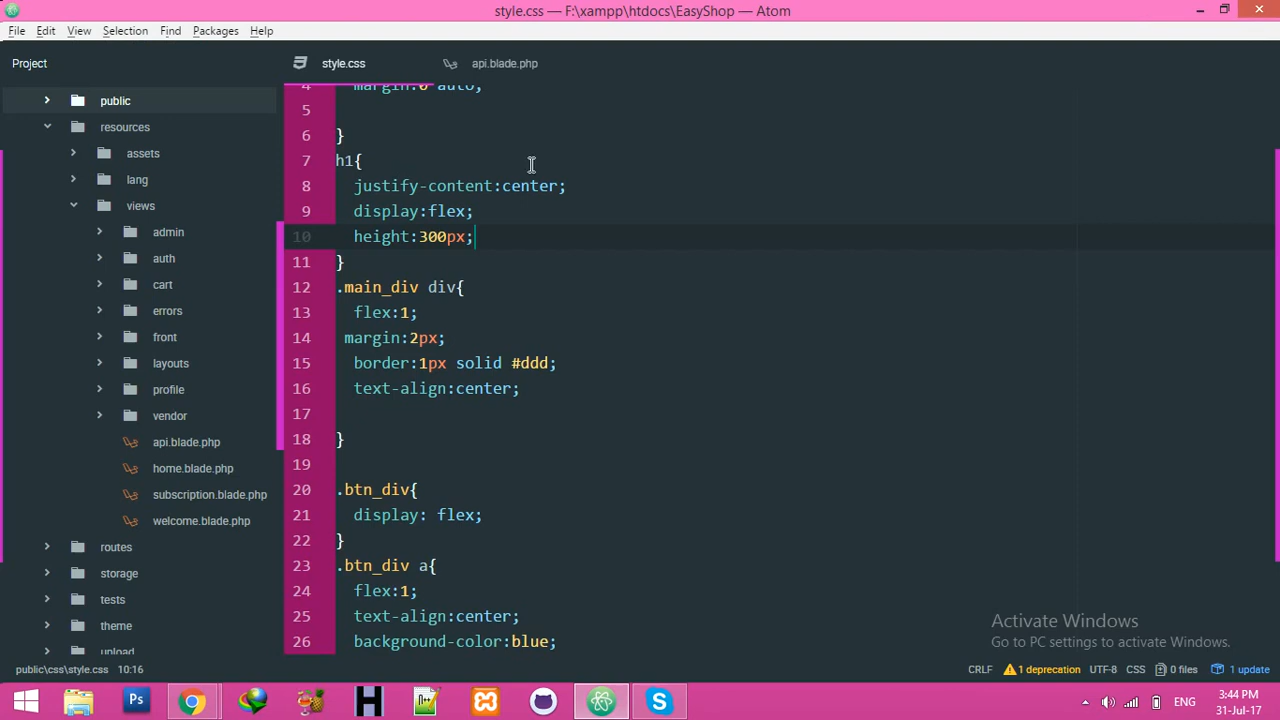 style.css — F:\xampp\htdocs\EasyShop — Atom
File Edit View Selection Find Packages Help
Project
style.css
api.blade.php
public
resources
assets
lang
views
admin
auth
cart
errors
front
layouts
profile
vendor
api.blade.php
home.blade.php
subscription.blade.php
welcome.blade.php
routes
storage
tests
theme
upload
4 margin:0 auto;
5
6 }
7 h1{
8 justify-content:center;
9 display:flex;
10 height:300px;
11 }
12 .main_div div{
13 flex:1;
14 margin:2px;
15 border:1px solid #ddd;
16 text-align:center;
17
18 }
19
20 .btn_div{
21 display: flex;
22 }
23 .btn_div a{
24 flex:1;
25 text-align:center;
26 background-color:blue;
Activate Windows
Go to PC settings to activate Windows.
public\css\style.css 10:16
CRLF 1 deprecation UTF-8 CSS 0 files 1 update
Ps
H
ENG
3:44 PM
31-Jul-17